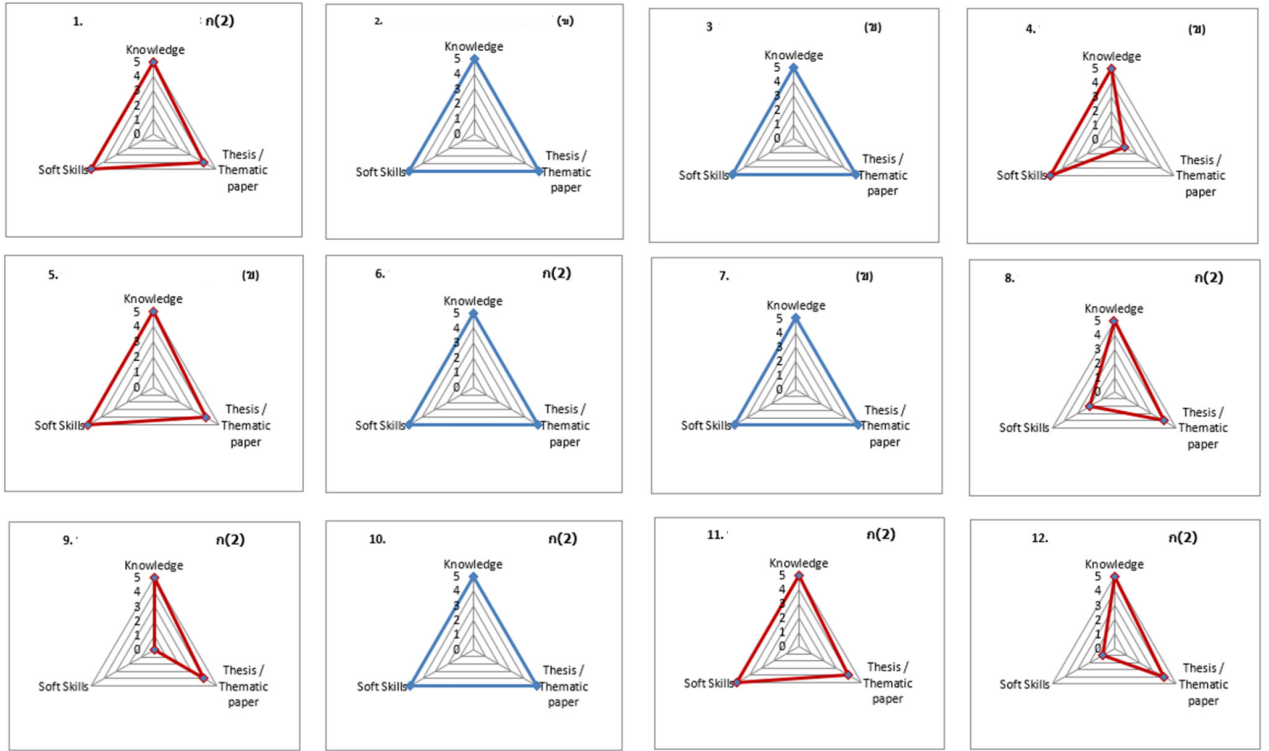 1. : ก(2)
Knowledge
5
4
3
2
1
0
Soft Skills
Thesis /
Thematic
paper
2. (ข)
Knowledge
5
4
3
2
1
0
Soft Skills
Thesis /
Thematic
paper
3 (ข)
Knowledge
5
4
3
2
1
0
Soft Skills
Thesis /
Thematic
paper
4. (ข)
Knowledge
5
4
3
2
1
0
Soft Skills
Thesis /
Thematic
paper
5. (ข)
Knowledge
5
4
3
2
1
0
Soft Skills
Thesis /
Thematic
paper
6. ก(2)
Knowledge
5
4
3
2
1
0
Soft Skills
Thesis /
Thematic
paper
7. (ข)
Knowledge
5
4
3
2
1
0
Soft Skills
Thesis /
Thematic
paper
8. ก(2)
Knowledge
5
4
3
2
1
0
Soft Skills
Thesis /
Thematic
paper
9. ก(2)
Knowledge
5
4
3
2
1
0
Soft Skills
Thesis /
Thematic
paper
10. ก(2)
Knowledge
5
4
3
2
1
0
Soft Skills
Thesis /
Thematic
paper
11. ก(2)
Knowledge
5
4
3
2
1
0
Soft Skills
Thesis /
Thematic
paper
12. ก(2)
Knowledge
5
4
3
2
1
0
Soft Skills
Thesis /
Thematic
paper